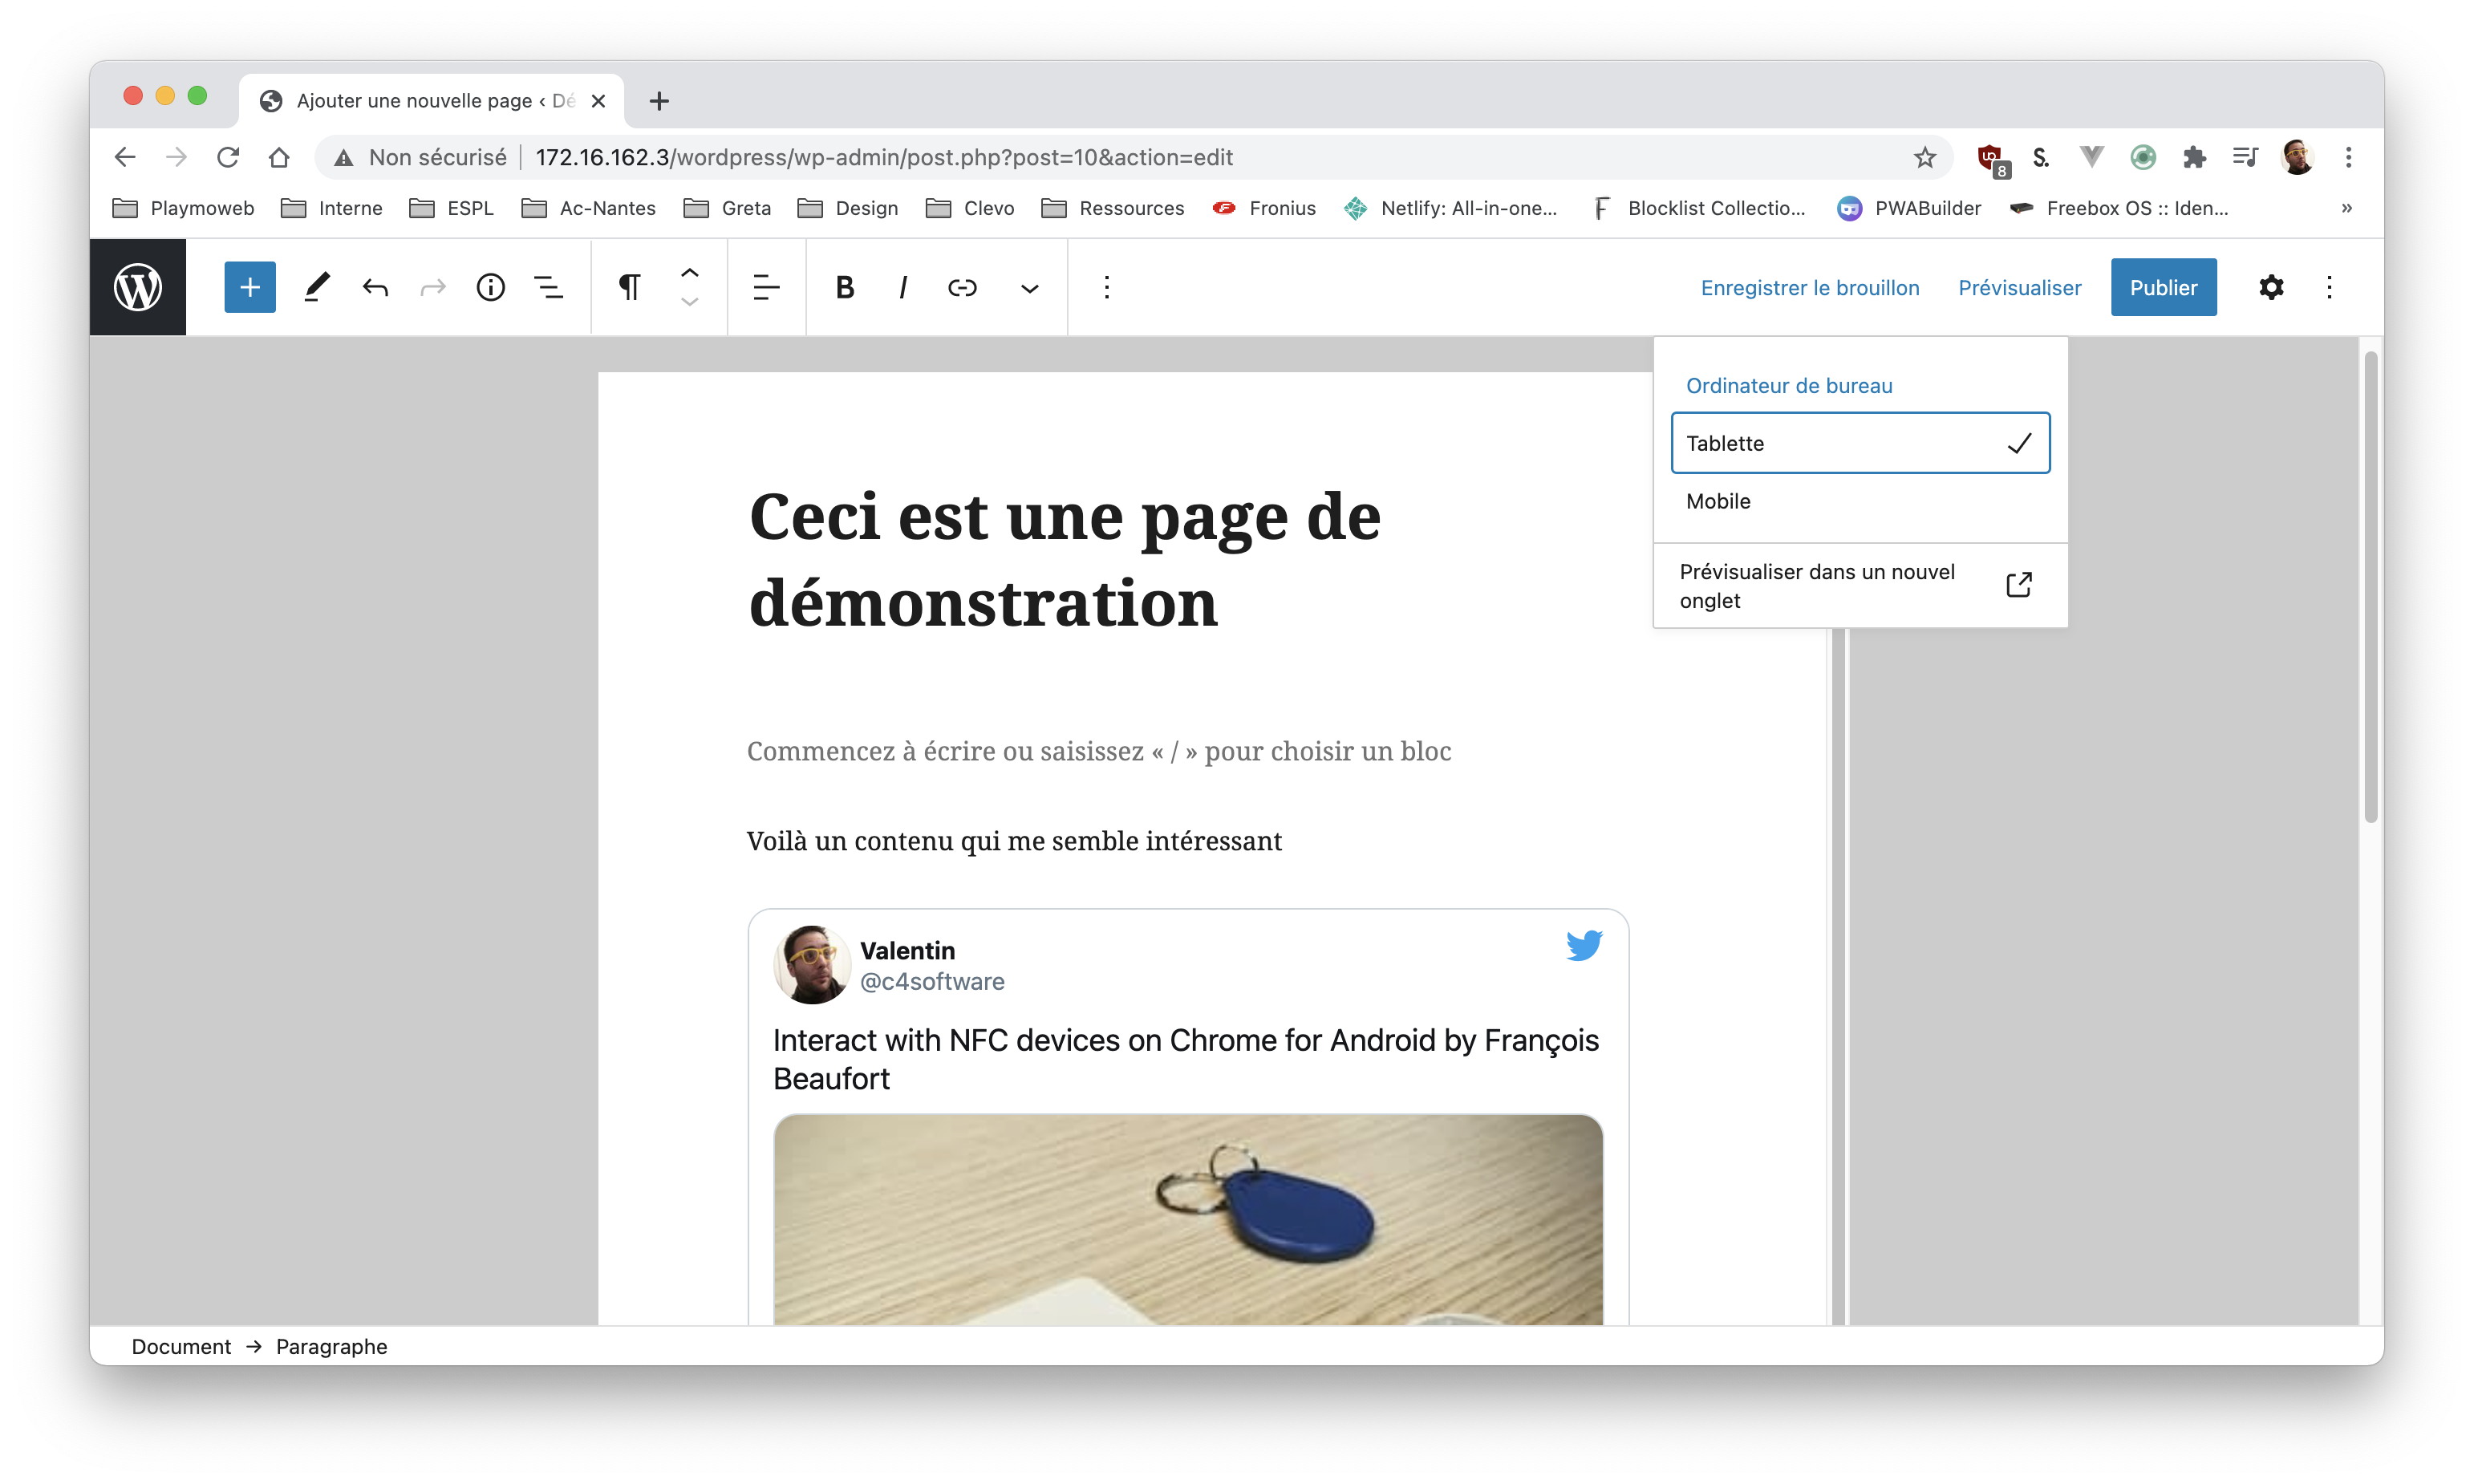 Ajouter une nouvelle page ‹ Dé
Non sécurisé 172.16.162.3/wordpress/wp-admin/post.php?post=10&action=edit
8
S.
Playmoweb Interne ESPL Ac-Nantes Greta Design Clevo Ressources Fronius Netlify: All-in-one... Blocklist Collectio... PWABuilder Freebox OS :: Iden... »
B I Enregistrer le brouillon Prévisualiser Publier
Ordinateur de bureau
Tablette
Mobile
Prévisualiser dans un nouvel
onglet
Ceci est une page de
démonstration
Commencez à écrire ou saisissez « / » pour choisir un bloc
Voilà un contenu qui me semble intéressant
Valentin
@c4software
Interact with NFC devices on Chrome for Android by François
Beaufort
Document → Paragraphe